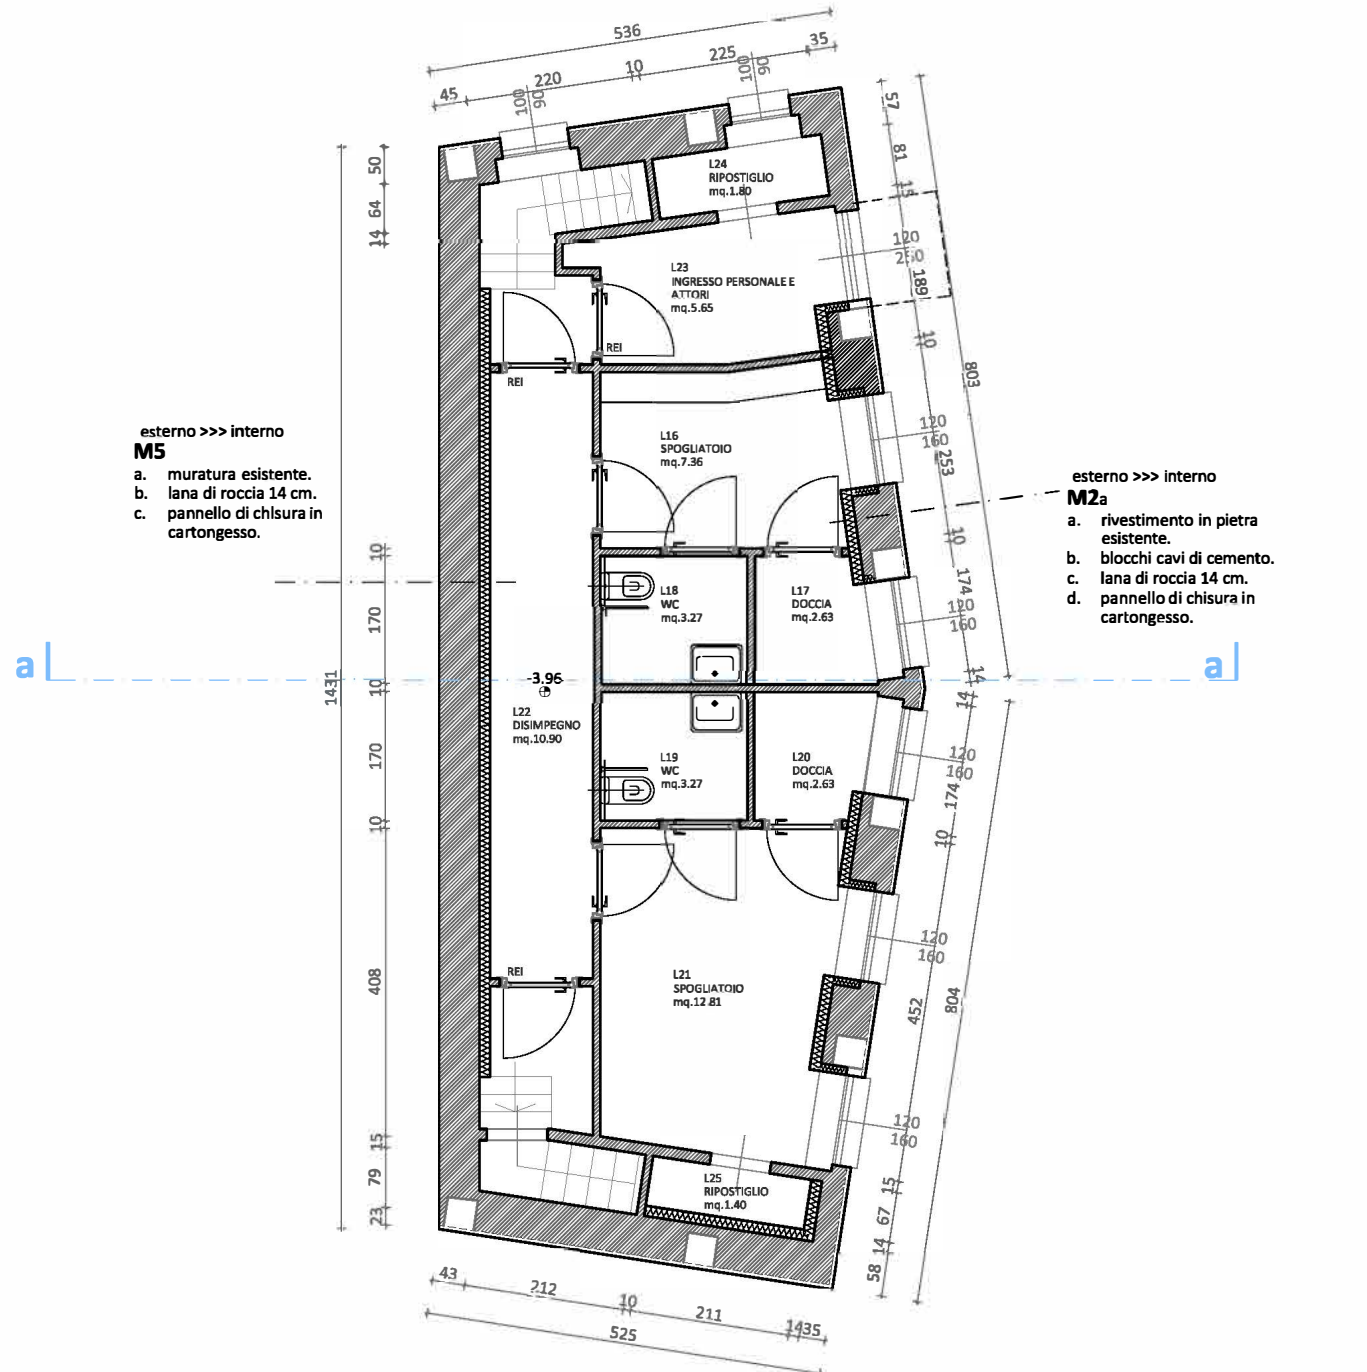 536
35
225
10
220
45
100
90
100
90
57
81
15
L24
RIPOSTIGLIO
mq.1.80
50
64
14
120
250
189
L23
INGRESSO PERSONALE E
ATTORI
mq.5.65
REI
REI
10
803
esterno >>> interno
M5
a. muratura esistente.
b. lana di roccia 14 cm.
c. pannello di chisura in
cartongesso.
L16
SPOGLIATOIO
mq.7.36
120
160
253
esterno >>> interno
M2a
a. rivestimento in pietra
esistente.
b. blocchi cavi di cemento.
c. lana di roccia 14 cm.
d. pannello di chisura in
cartongesso.
10
10
174
L18
WC
mq.3.27
L17
DOCCIA
mq.2.63
120
160
170
a
a
1431
-3.96
14
14
10
L22
DISIMPEGNO
mq.10.90
170
L19
WC
mq.3.27
L20
DOCCIA
mq.2.63
120
160
174
10
10
120
160
REI
408
L21
SPOGLIATOIO
mq.12.81
452
804
120
160
15
79
23
L25
RIPOSTIGLIO
mq.1.40
15
67
14
58
43
212
10
211
14
35
525